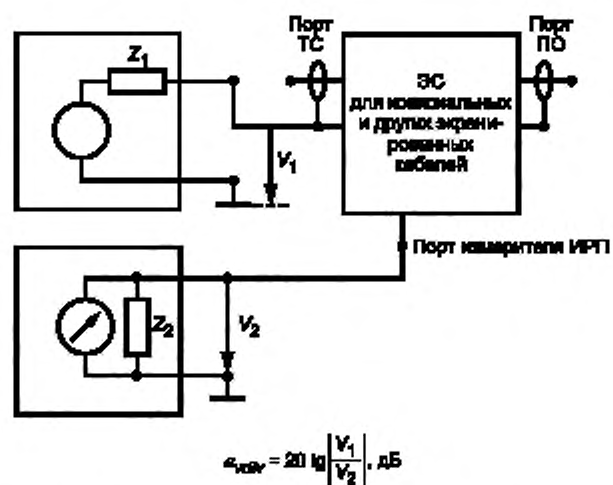 Порт
ТС
Порт
ПО
Z1
ЭС
для коаксиальных
и других экрани-
рованных
кабелей
V1
Порт измерителя ИРП
Z2
V2
a_vdiv = 20 lg |V1/V2|, дБ